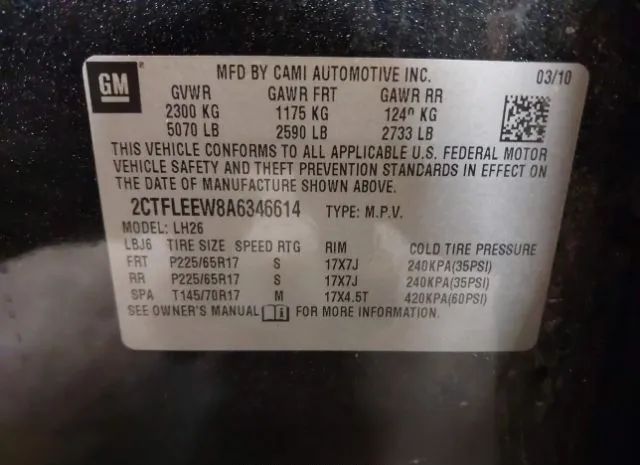 GM
MFD BY CAMI AUTOMOTIVE INC. 03/10
GVWR GAWR FRT GAWR RR
2300 KG 1175 KG KG
5070 LB 2590 LB 2733 LB
THIS VEHICLE CONFORMS TO ALL APPLICABLE U.S. FEDERAL MOTOR
VEHICLE SAFETY AND THEFT PREVENTION STANDARDS IN EFFECT ON
THE DATE OF MANUFACTURE SHOWN ABOVE.
2CTFLEEW8A6346614 TYPE: M.P.V.
MODEL: LH26
LBJ6 TIRE SIZE SPEED RTG RIM COLD TIRE PRESSURE
FRT P225/65R17 S 17X7J 240KPA(35PSI)
RR P225/65R17 S 17X7J 240KPA(35PSI)
SPA T145/70R17 M 17X4.5T 420KPA(60PSI)
SEE OWNER'S MANUAL FOR MORE INFORMATION.